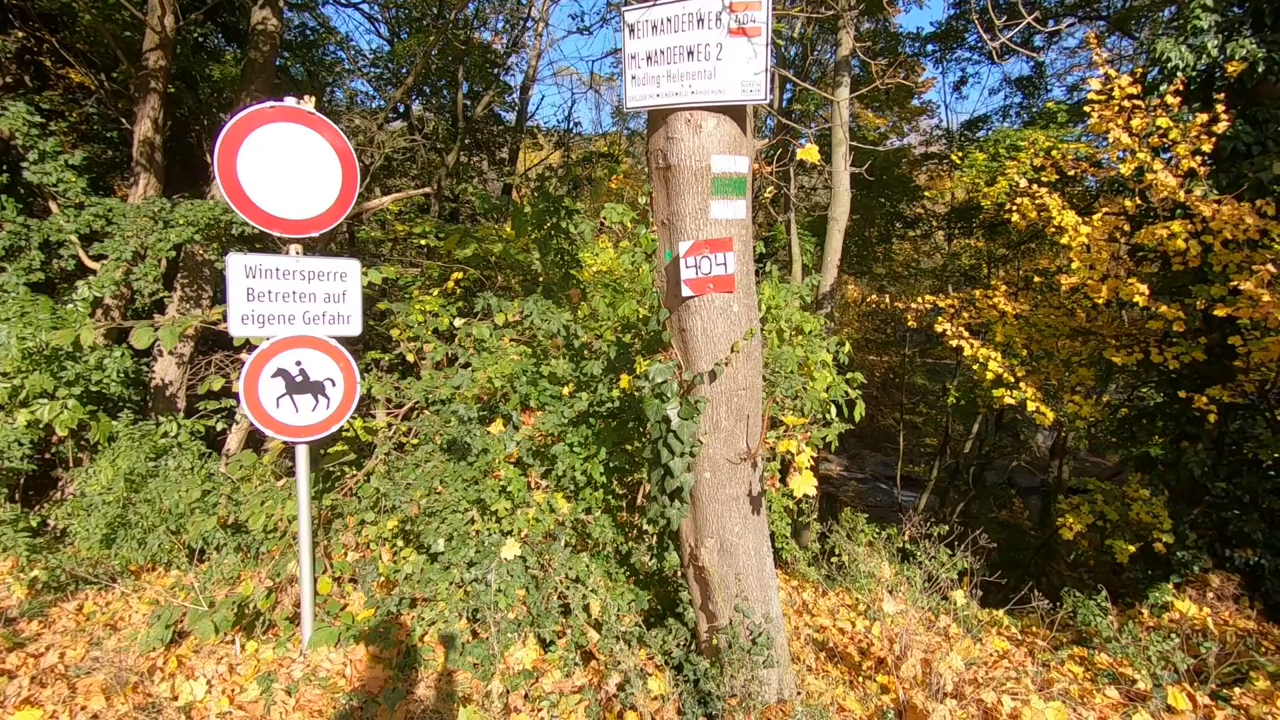 Wintersperre
Betreten auf
eigene Gefahr
WEITWANDERWEG 404
IML-WANDERWEG 2
Mödling-Helenental
404